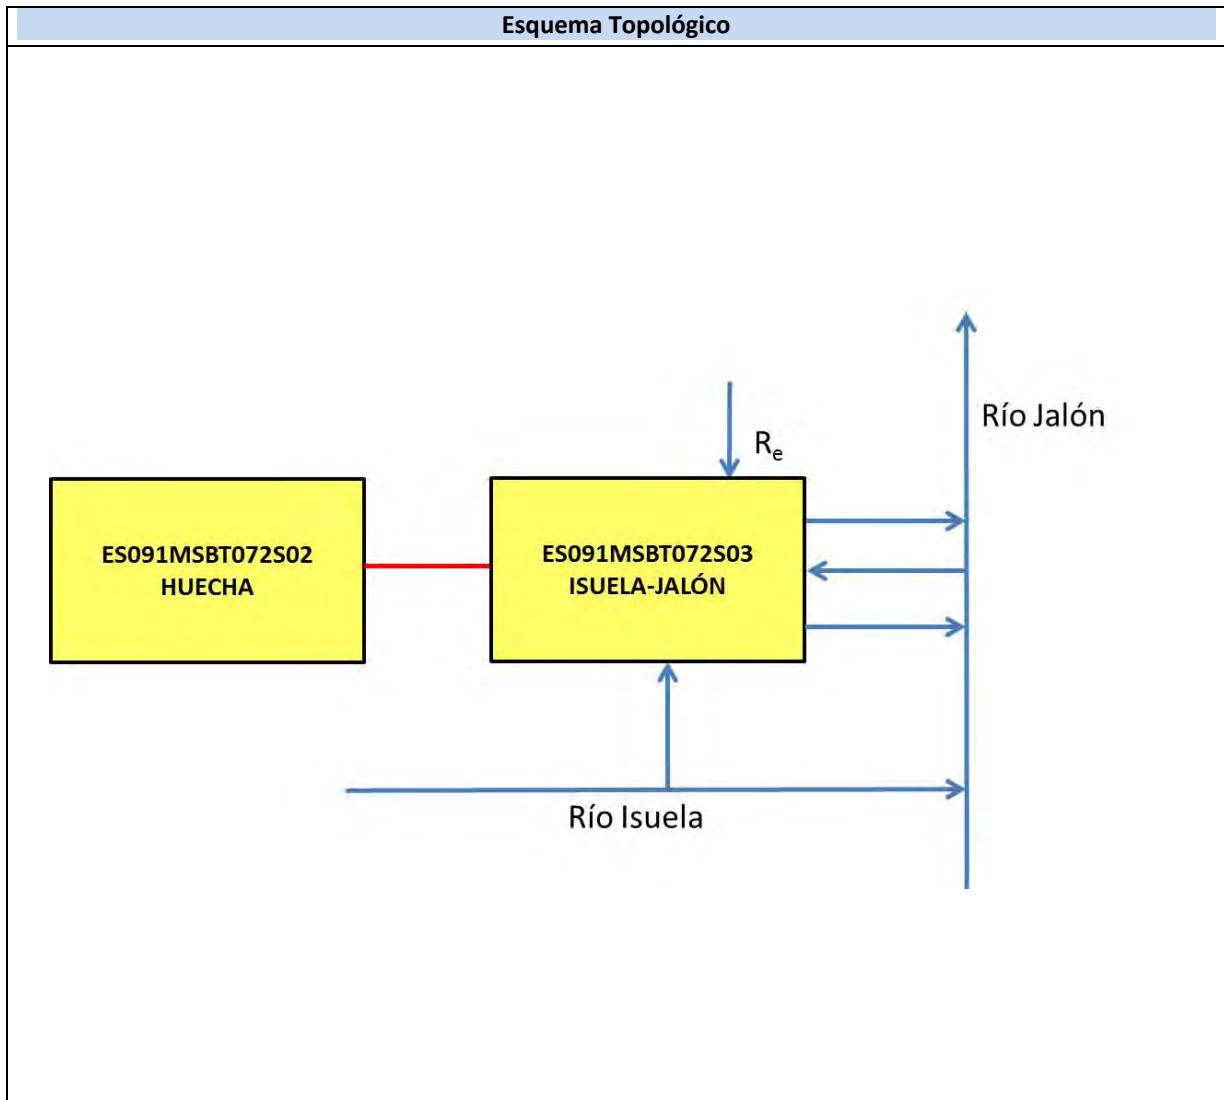 Esquema Topológico
Río Jalón
Re
ES091MSBT072S02
HUECHA
ES091MSBT072S03
ISUELA-JALÓN
Río Isuela